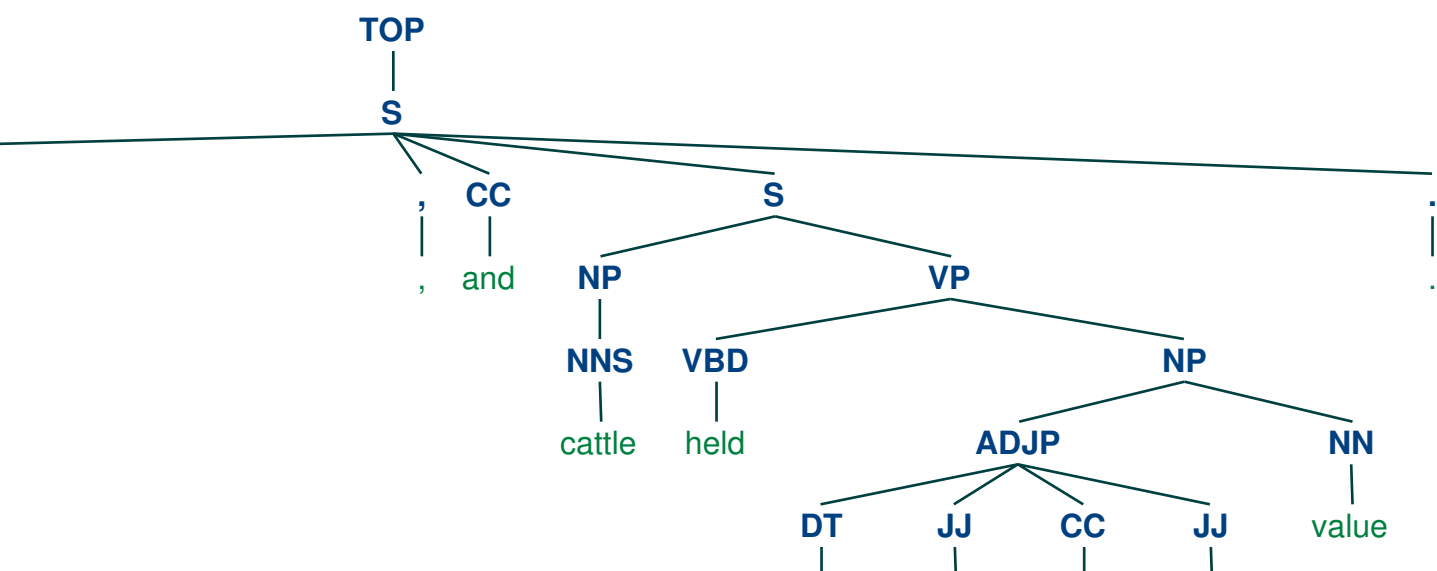 TOP
S
, CC S .
, and NP VP .
NNS VBD NP
cattle held ADJP NN
DT JJ CC JJ value